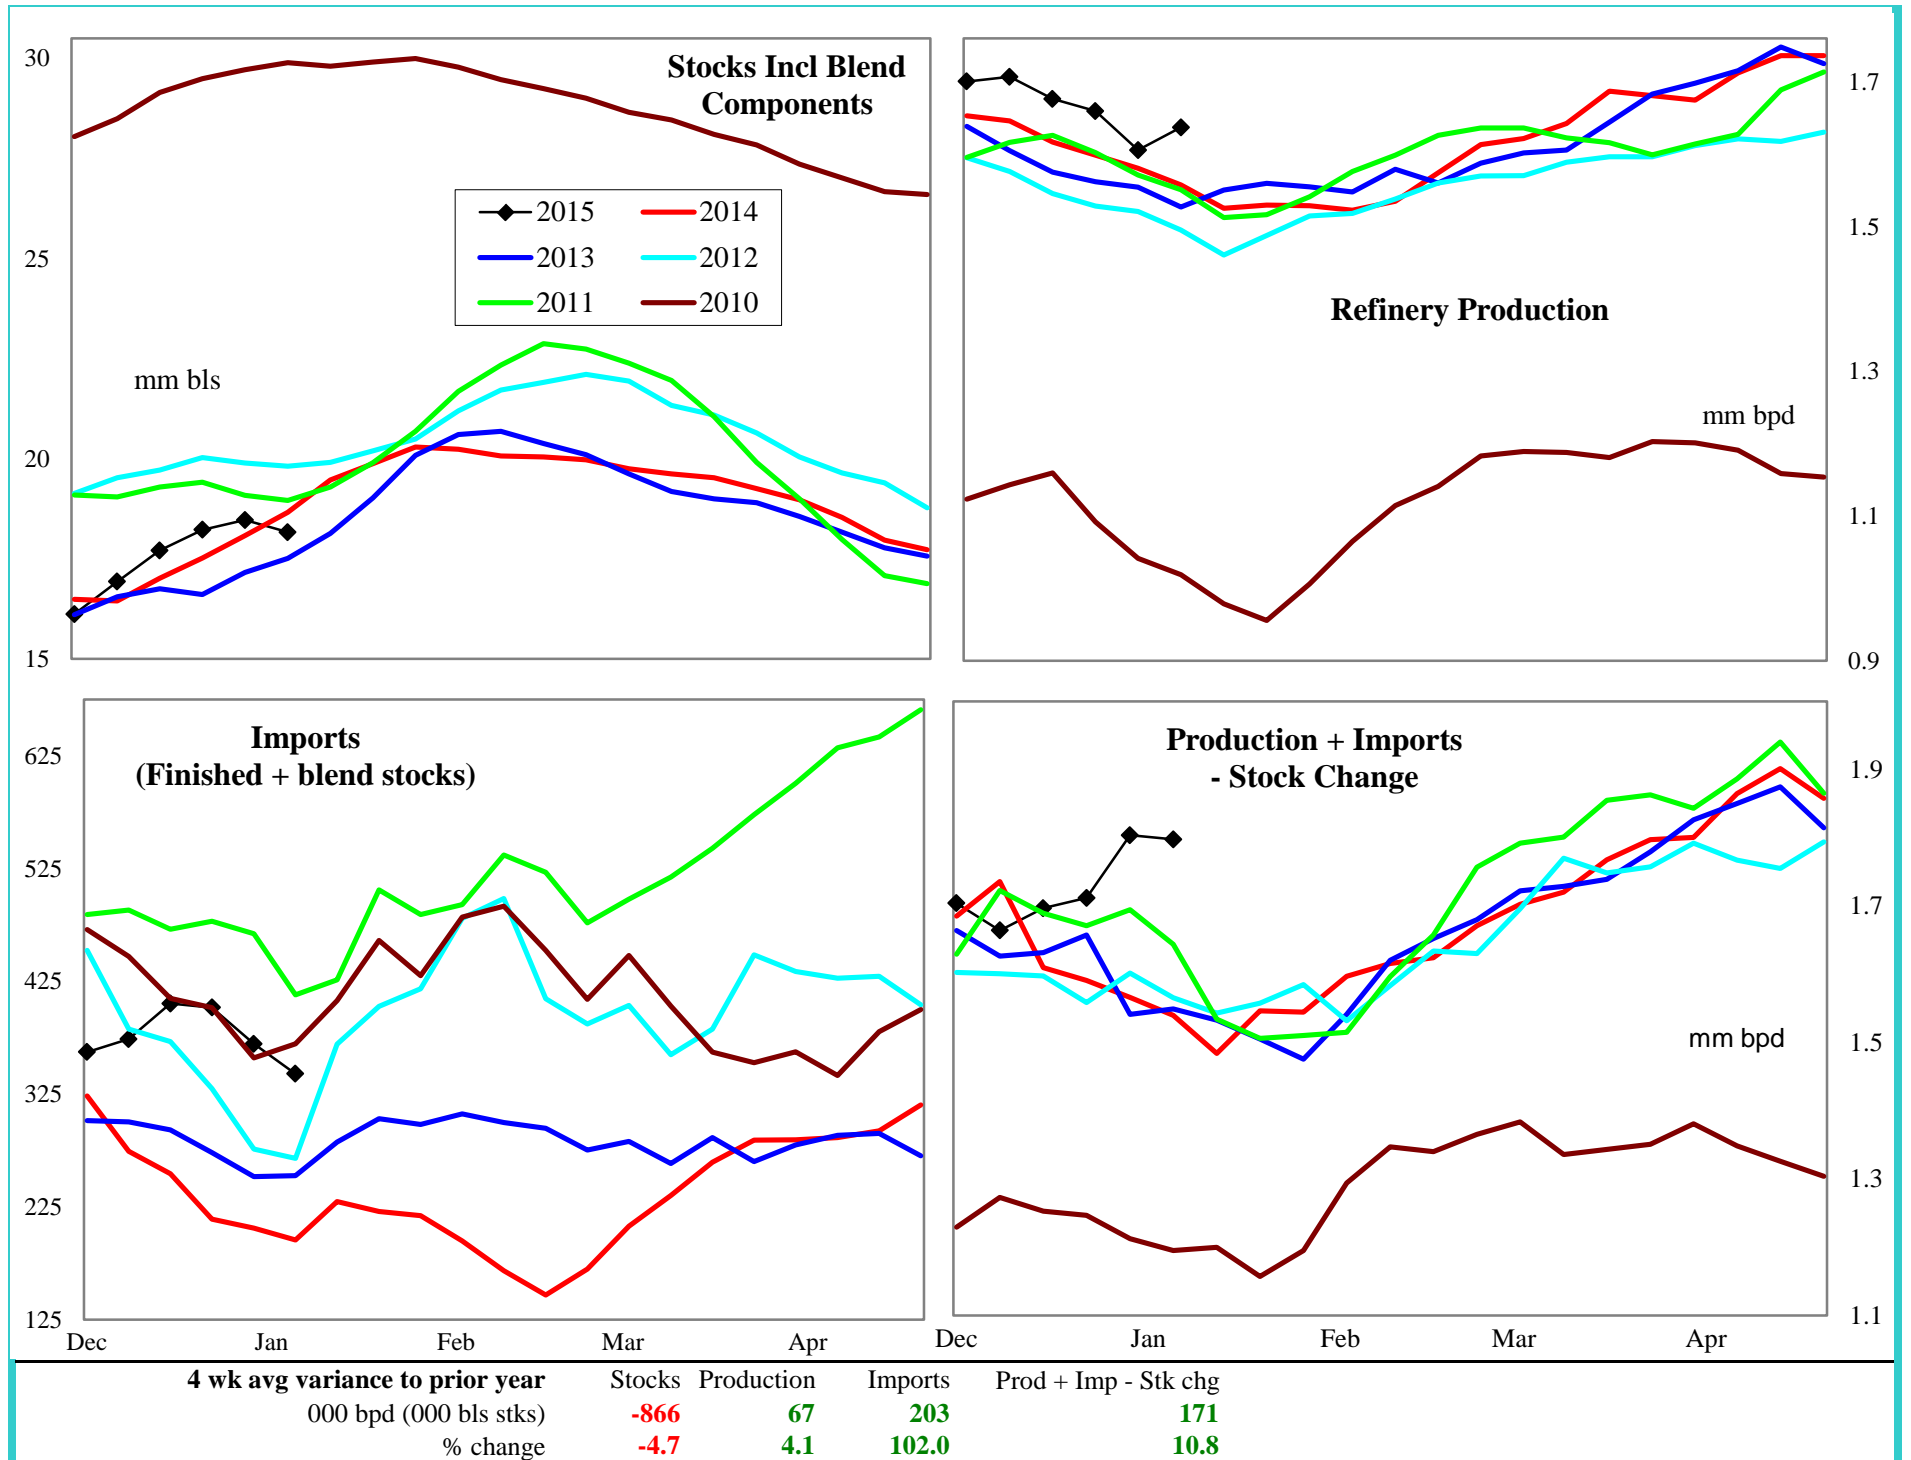 Stocks Incl Blend
Components
30
25
20
15
mm bls
2015 2014
2013 2012
2011 2010
Refinery Production
mm bpd
1.7
1.5
1.3
1.1
0.9
Imports
(Finished + blend stocks)
625
525
425
325
225
125
Dec Jan Feb Mar Apr
Production + Imports
- Stock Change
mm bpd
1.9
1.7
1.5
1.3
1.1
Dec Jan Feb Mar Apr
4 wk avg variance to prior year Stocks Production Imports Prod + Imp - Stk chg
000 bpd (000 bls stks) -866 67 203 171
% change -4.7 4.1 102.0 10.8